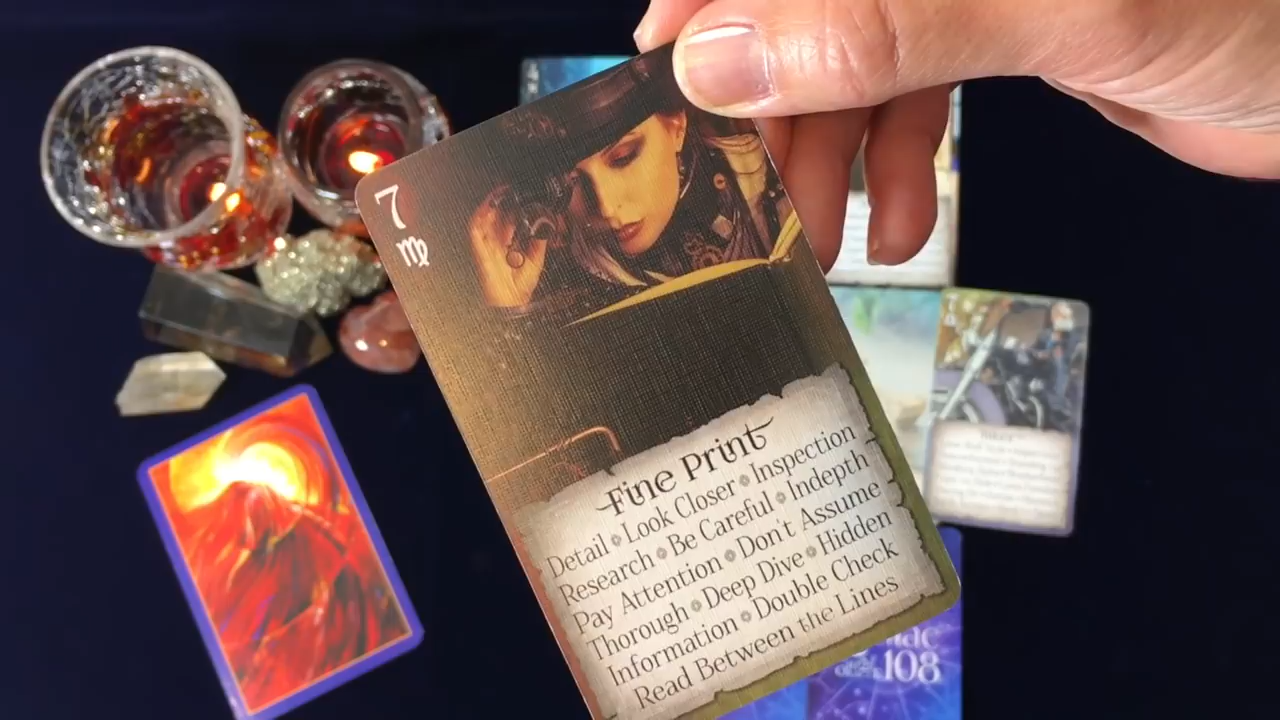 7
♍
Fine Print
Detail • Look Closer • Inspection
Research • Be Careful • Indepth
Pay Attention • Don't Assume
Thorough • Deep Dive • Hidden
Information • Double Check
Read Between the Lines
108